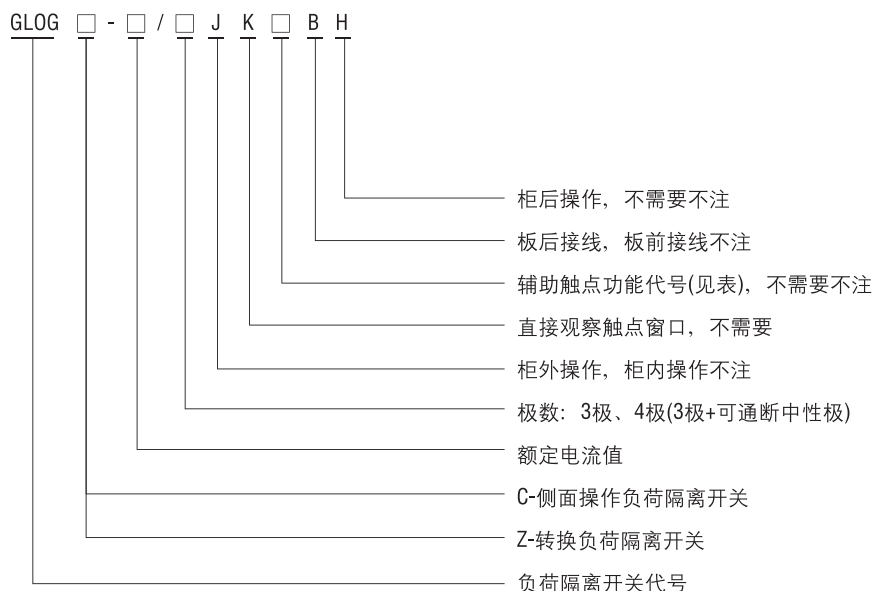 GLOG □ - □ / □ J K □ B H
柜后操作，不需要不注
板后接线，板前接线不注
辅助触点功能代号(见表)，不需要不注
直接观察触点窗口，不需要
柜外操作，柜内操作不注
极数：3极、4极(3极+可通断中性极)
额定电流值
C-侧面操作负荷隔离开关
Z-转换负荷隔离开关
负荷隔离开关代号